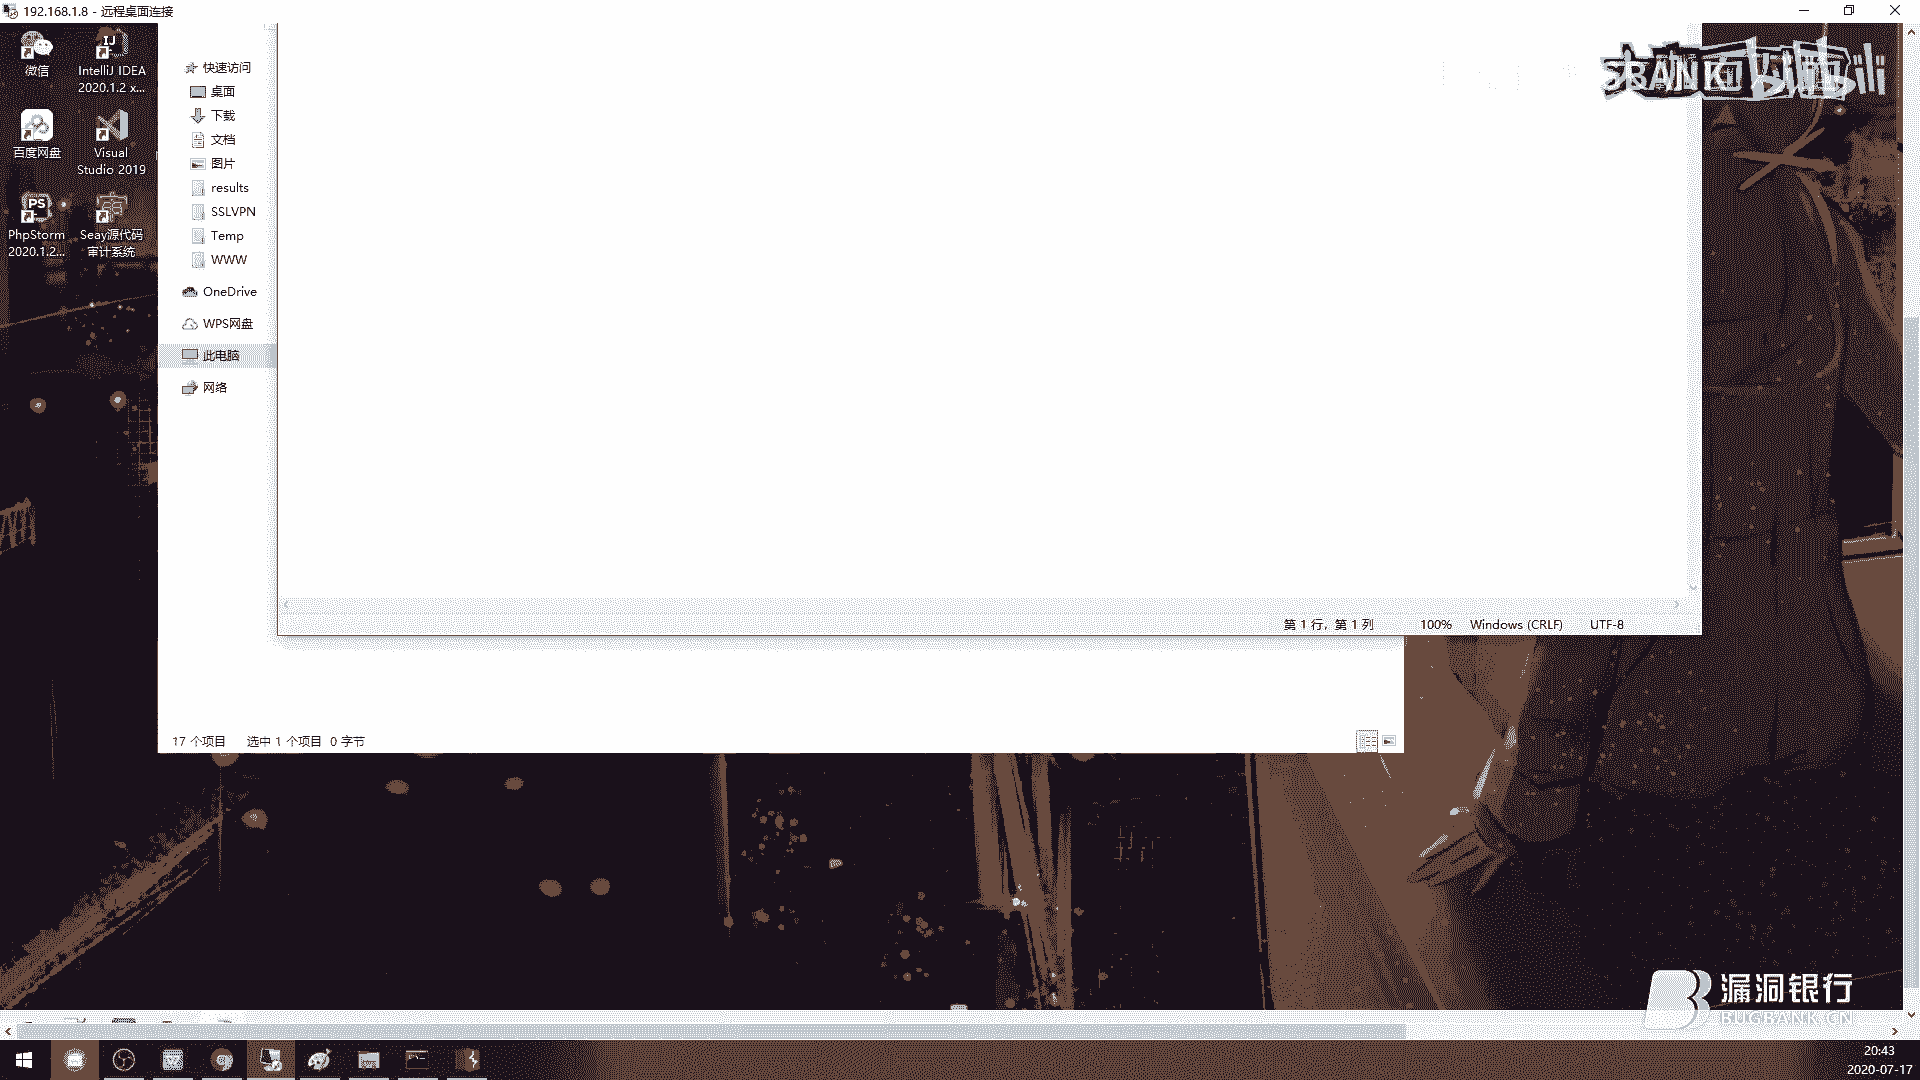 192.168.1.8 - 远程桌面连接
微信
IntelliJ IDEA
2020.1.2 x...
百度网盘
Visual
Studio 2019
PhpStorm
2020.1.2...
Seay源代码
审计系统
快速访问
桌面
下载
文档
图片
results
SSLVPN
Temp
WWW
OneDrive
WPS网盘
此电脑
网络
第 1 行，第 1 列
100%
Windows (CRLF)
UTF-8
17 个项目
选中 1 个项目 0 字节
漏洞银行
BUGBANK.CN
20:43
2020-07-17